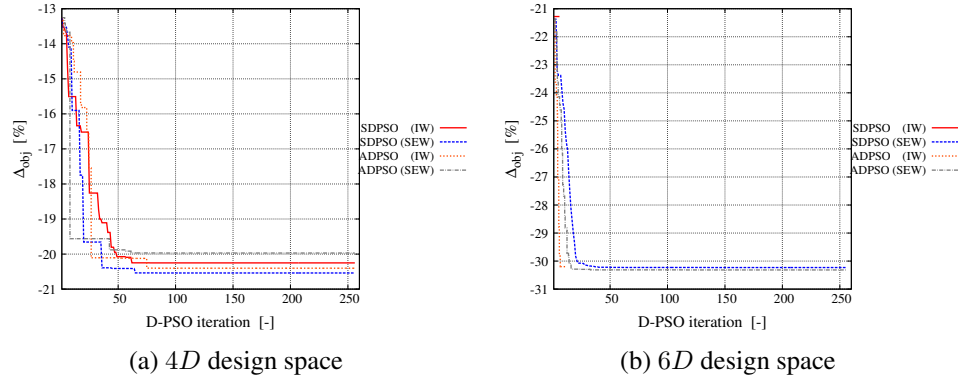 -13
-14
-15
-16
-17
-18
-19
-20
-21
Δobj [%]
50 100 150 200 250
D-PSO iteration [-]
SDPSO (IW)
SDPSO (SEW)
ADPSO (IW)
ADPSO (SEW)
(a) 4D design space
-21
-22
-23
-24
-25
-26
-27
-28
-29
-30
-31
Δobj [%]
50 100 150 200 250
D-PSO iteration [-]
SDPSO (IW)
SDPSO (SEW)
ADPSO (IW)
ADPSO (SEW)
(b) 6D design space